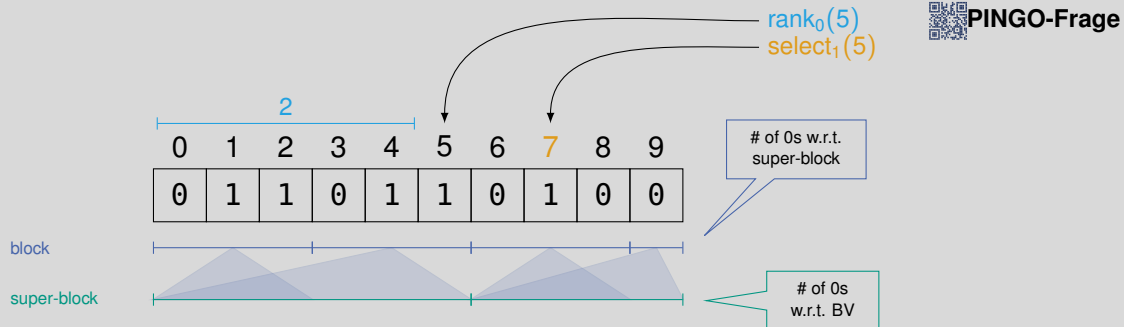 rank₀(5)
PINGO-Frage
select₁(5)
2
0 1 2 3 4 5 6 7 8 9
0 1 1 0 1 1 0 1 0 0
# of 0s w.r.t.
super-block
block
super-block
# of 0s
w.r.t. BV